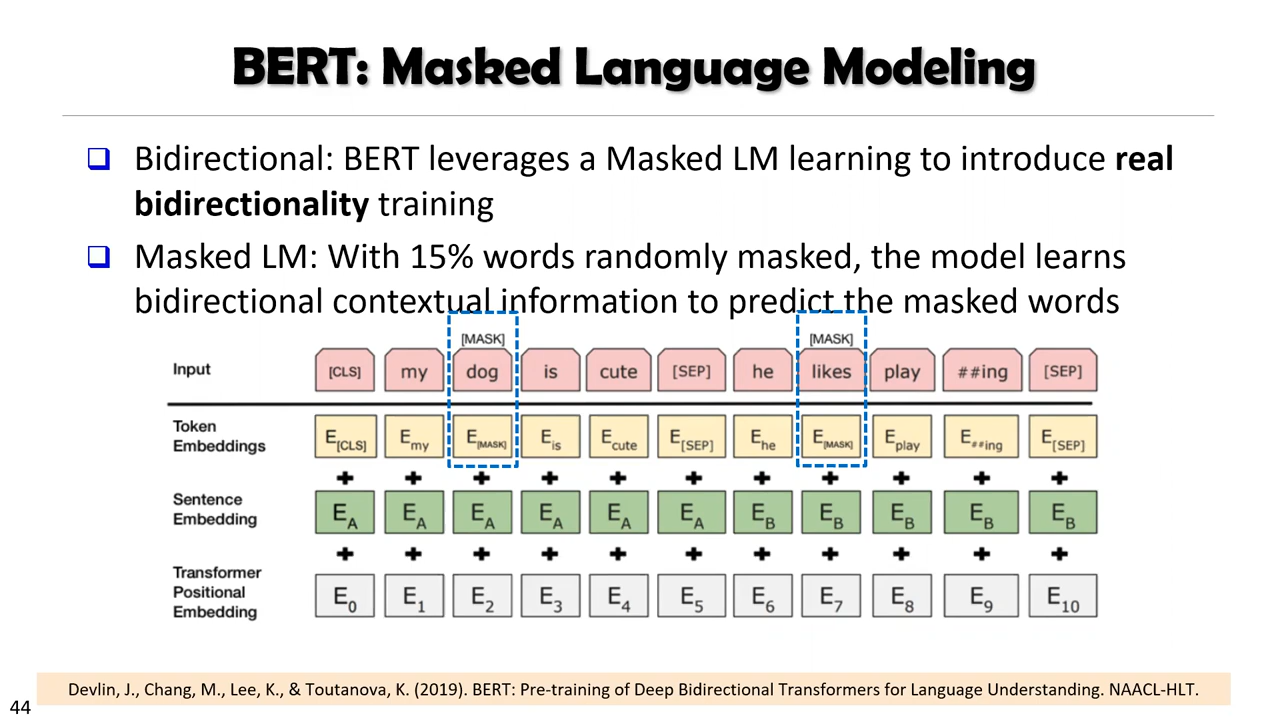 BERT: Masked Language Modeling
Bidirectional: BERT leverages a Masked LM learning to introduce real
bidirectionality training
Masked LM: With 15% words randomly masked, the model learns
bidirectional contextual information to predict the masked words
[MASK] [MASK]
Input [CLS] my dog is cute [SEP] he likes play ##ing [SEP]
Token
Embeddings
E[CLS] Emy E[MASK] Eis Ecute E[SEP] Ehe E[MASK] Eplay E##ing E[SEP]
+ + + + + + + + + + +
Sentence
Embedding
EA EA EA EA EA EA EB EB EB EB EB
+ + + + + + + + + + +
Transformer
Positional
Embedding
E0 E1 E2 E3 E4 E5 E6 E7 E8 E9 E10
Devlin, J., Chang, M., Lee, K., & Toutanova, K. (2019). BERT: Pre-training of Deep Bidirectional Transformers for Language Understanding. NAACL-HLT.
44